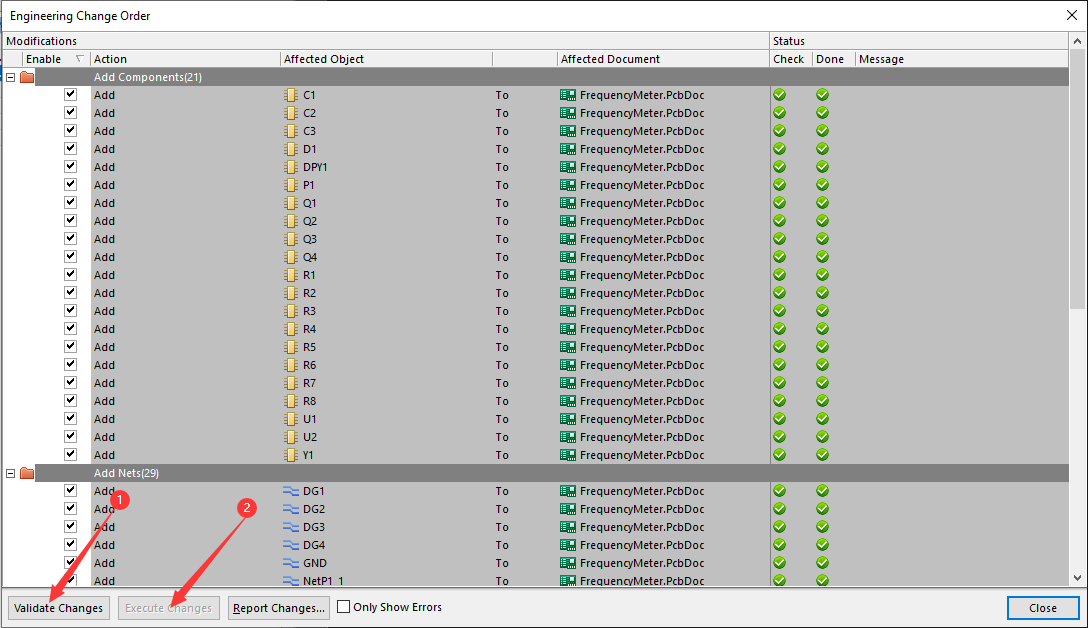 Engineering Change Order
Modifications Status
Enable Action Affected Object Affected Document Check Done Message
Add Components(21)
Add C1 To FrequencyMeter.PcbDoc
Add C2 To FrequencyMeter.PcbDoc
Add C3 To FrequencyMeter.PcbDoc
Add D1 To FrequencyMeter.PcbDoc
Add DPY1 To FrequencyMeter.PcbDoc
Add P1 To FrequencyMeter.PcbDoc
Add Q1 To FrequencyMeter.PcbDoc
Add Q2 To FrequencyMeter.PcbDoc
Add Q3 To FrequencyMeter.PcbDoc
Add Q4 To FrequencyMeter.PcbDoc
Add R1 To FrequencyMeter.PcbDoc
Add R2 To FrequencyMeter.PcbDoc
Add R3 To FrequencyMeter.PcbDoc
Add R4 To FrequencyMeter.PcbDoc
Add R5 To FrequencyMeter.PcbDoc
Add R6 To FrequencyMeter.PcbDoc
Add R7 To FrequencyMeter.PcbDoc
Add R8 To FrequencyMeter.PcbDoc
Add U1 To FrequencyMeter.PcbDoc
Add U2 To FrequencyMeter.PcbDoc
Add Y1 To FrequencyMeter.PcbDoc
Add Nets(29)
Add DG1 To FrequencyMeter.PcbDoc
1 2
Add DG2 To FrequencyMeter.PcbDoc
Add DG3 To FrequencyMeter.PcbDoc
Add DG4 To FrequencyMeter.PcbDoc
Add GND To FrequencyMeter.PcbDoc
Add NetP1_1 To FrequencyMeter.PcbDoc
Validate Changes Execute Changes Report Changes... Only Show Errors Close